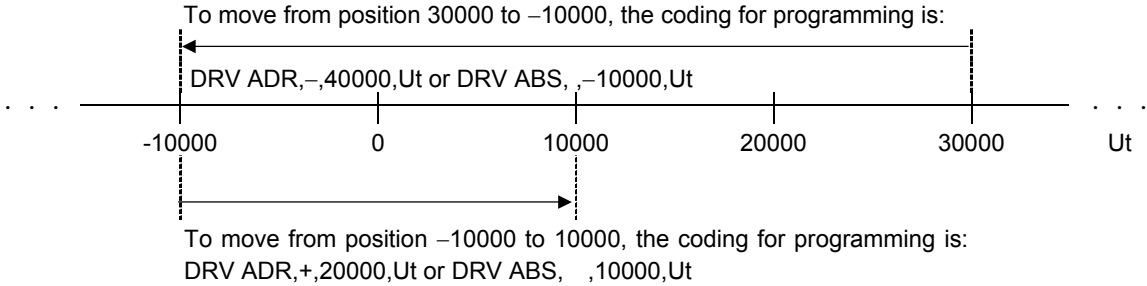 To move from position 30000 to −10000, the coding for programming is:
DRV ADR,−,40000,Ut or DRV ABS, ,−10000,Ut
. . . . . .
-10000 0 10000 20000 30000 Ut
To move from position −10000 to 10000, the coding for programming is:
DRV ADR,+,20000,Ut or DRV ABS, ,10000,Ut